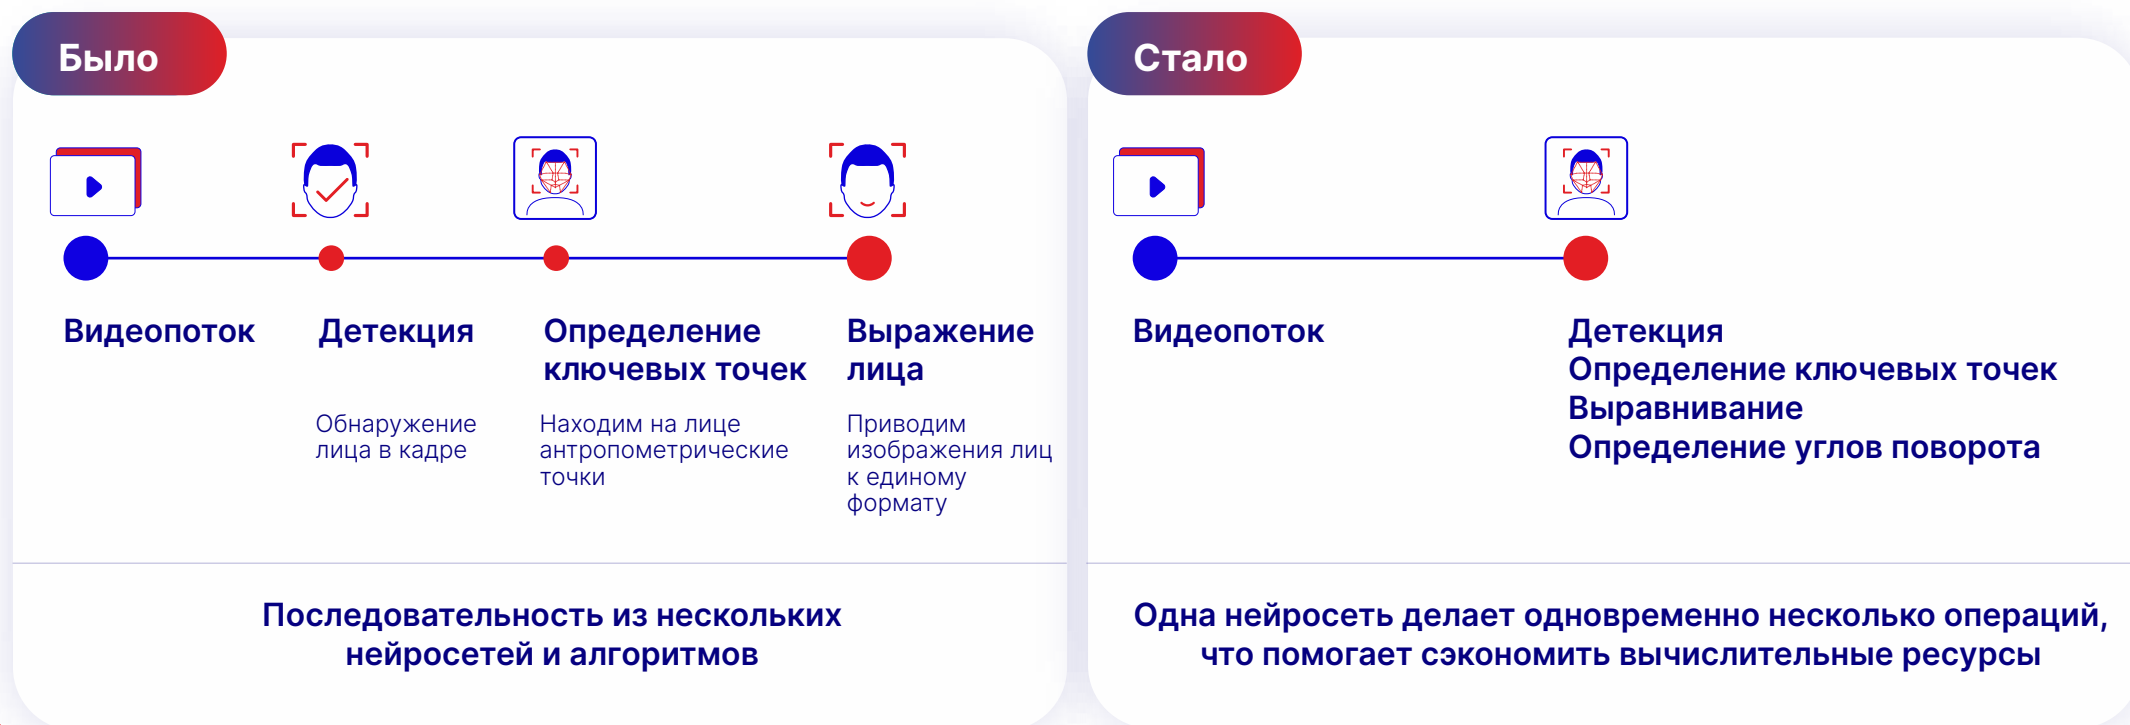 Было
Видеопоток
Детекция
Обнаружение
лица в кадре
Определение
ключевых точек
Находим на лице
антропометрические
точки
Выражение
лица
Приводим
изображения лиц
к единому
формату
Последовательность из нескольких
нейросетей и алгоритмов
Стало
Видеопоток
Детекция
Определение ключевых точек
Выравнивание
Определение углов поворота
Одна нейросеть делает одновременно несколько операций,
что помогает сэкономить вычислительные ресурсы